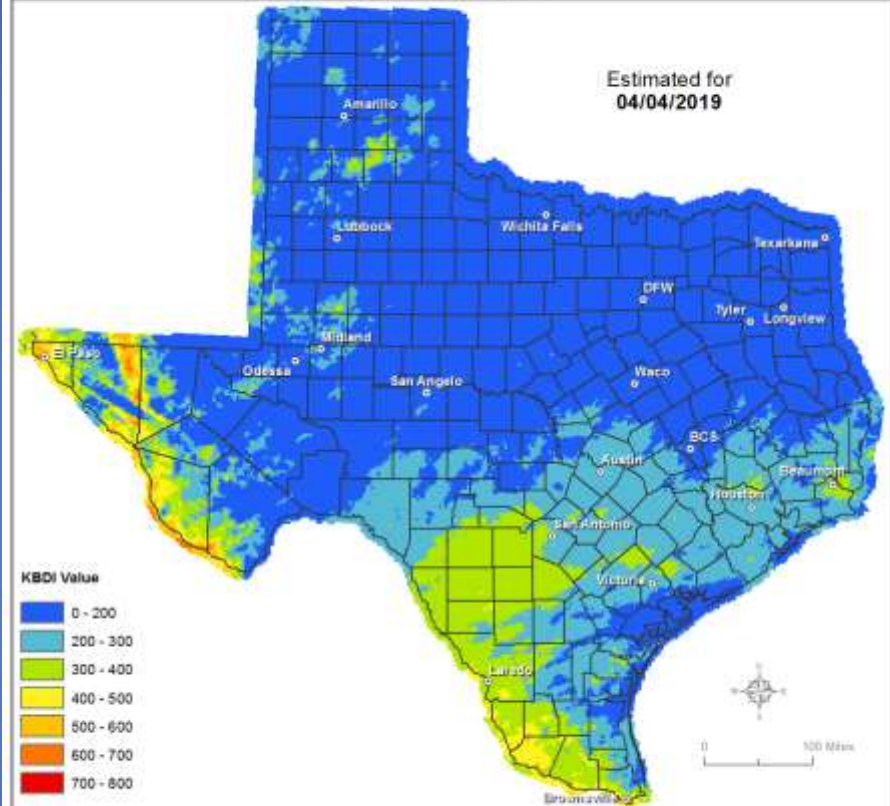 Estimated for
04/04/2019
Amarillo
Lubbock
Wichita Falls
Texarkana
DFW
Tyler
Longview
Midland
El Paso
Odessa
San Angelo
Waco
BCS
Austin
Beaumont
Houston
San Antonio
Victoria
Laredo
Brownsville
KBDI Value
0 - 200
200 - 300
300 - 400
400 - 500
500 - 600
600 - 700
700 - 800
0 100 Miles